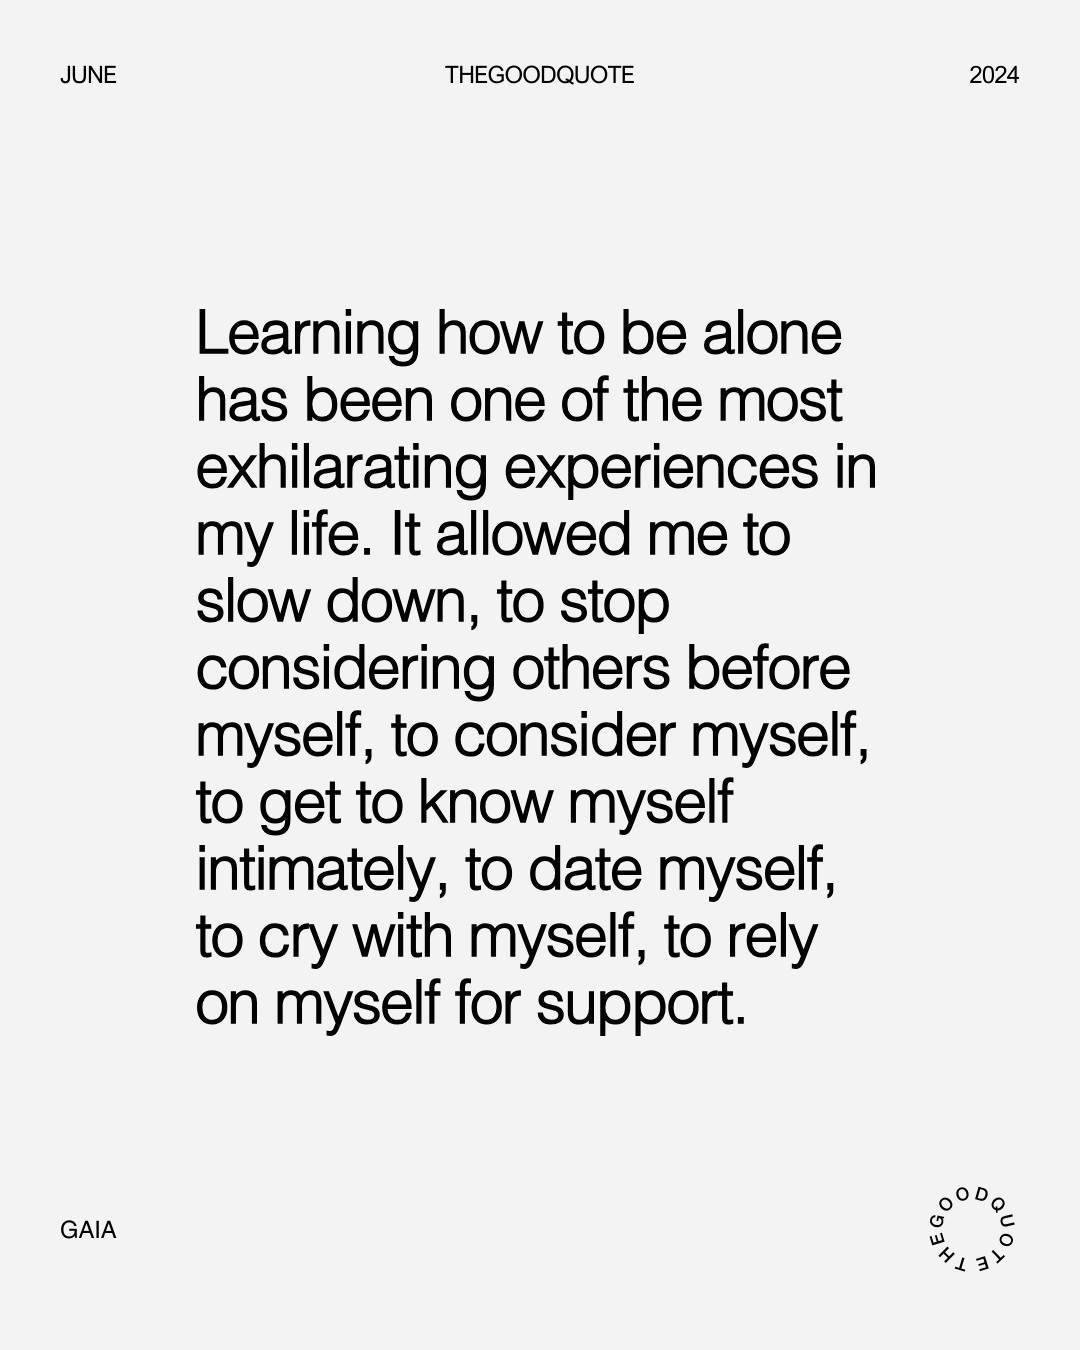 JUNE THEGOODQUOTE 2024
Learning how to be alone
has been one of the most
exhilarating experiences in
my life. It allowed me to
slow down, to stop
considering others before
myself, to consider myself,
to get to know myself
intimately, to date myself,
to cry with myself, to rely
on myself for support.
GAIA
THEGOODQUOTE